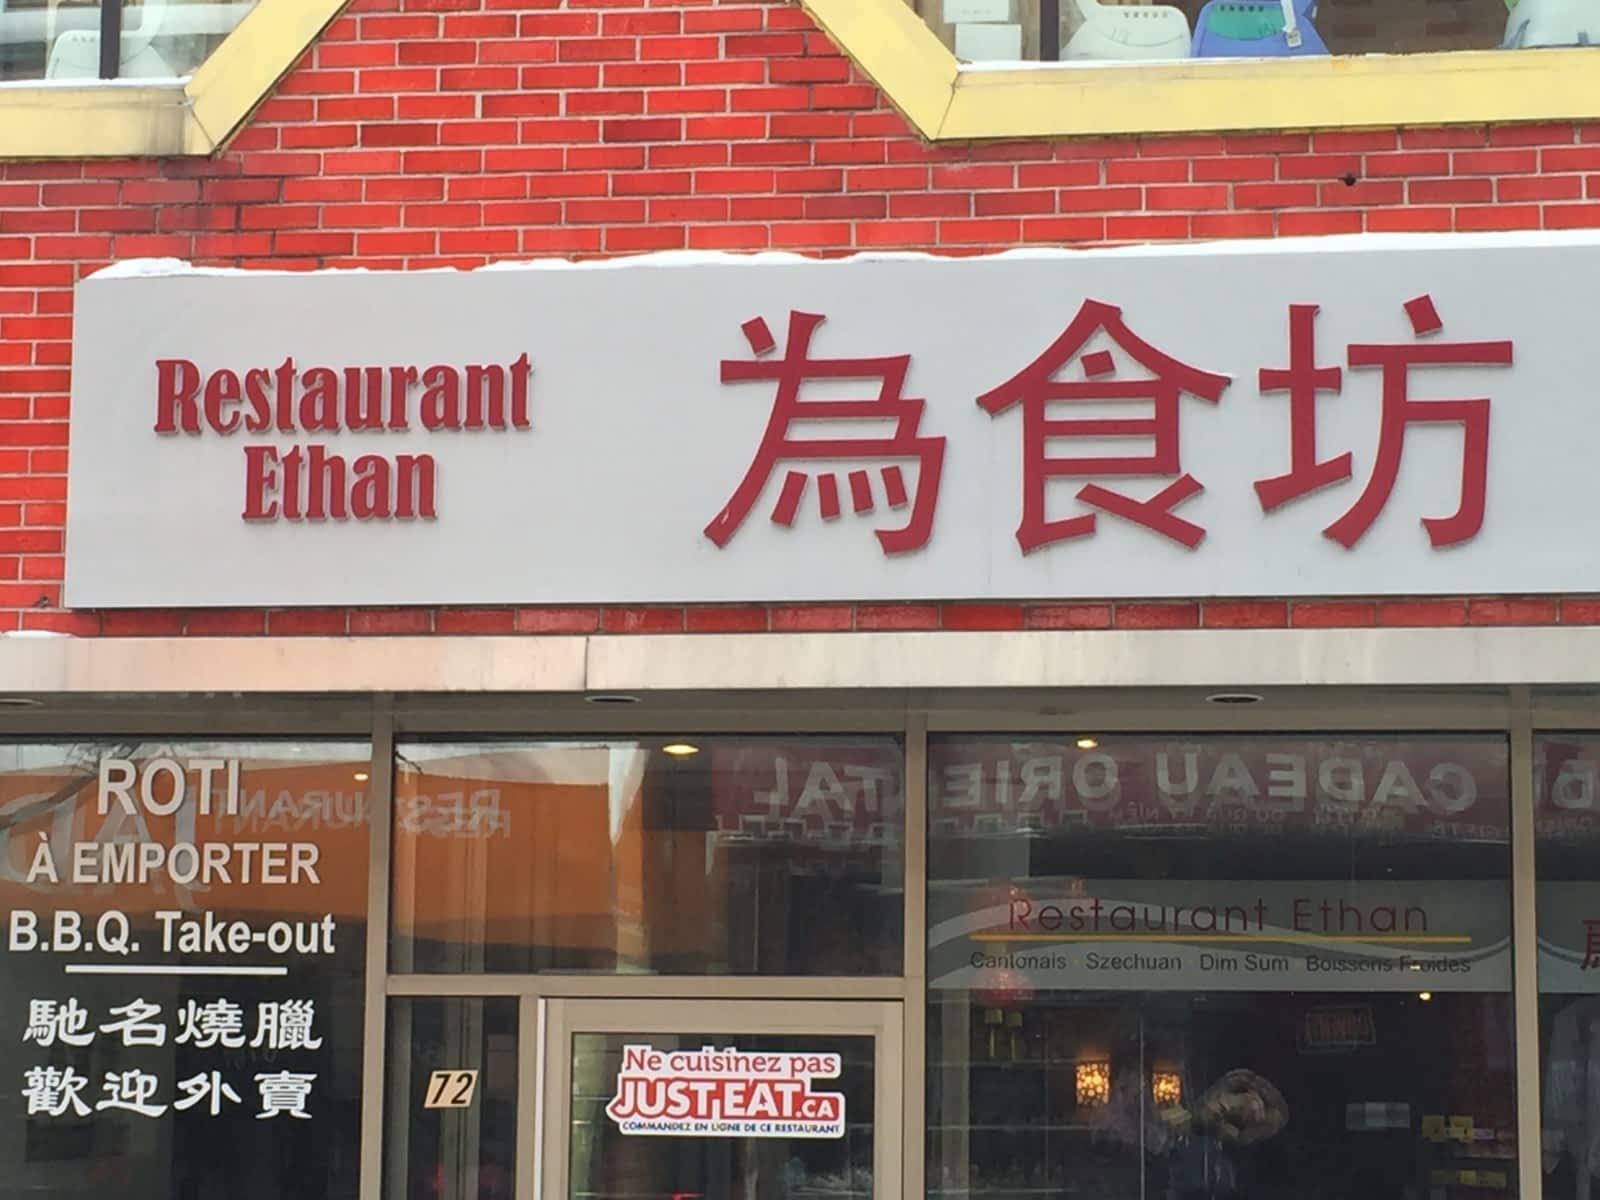 Restaurant
Ethan
為食坊
RÔTI
À EMPORTER
B.B.Q. Take-out
馳名燒臘
歡迎外賣
72
Ne cuisinez pas
JUST EAT.CA
COMMANDEZ EN LIGNE DE CE RESTAURANT
RESTAURANT
CADEAU ORIENTAL
Restaurant Ethan
Cantonais Szechuan Dim Sum Boissons Froides